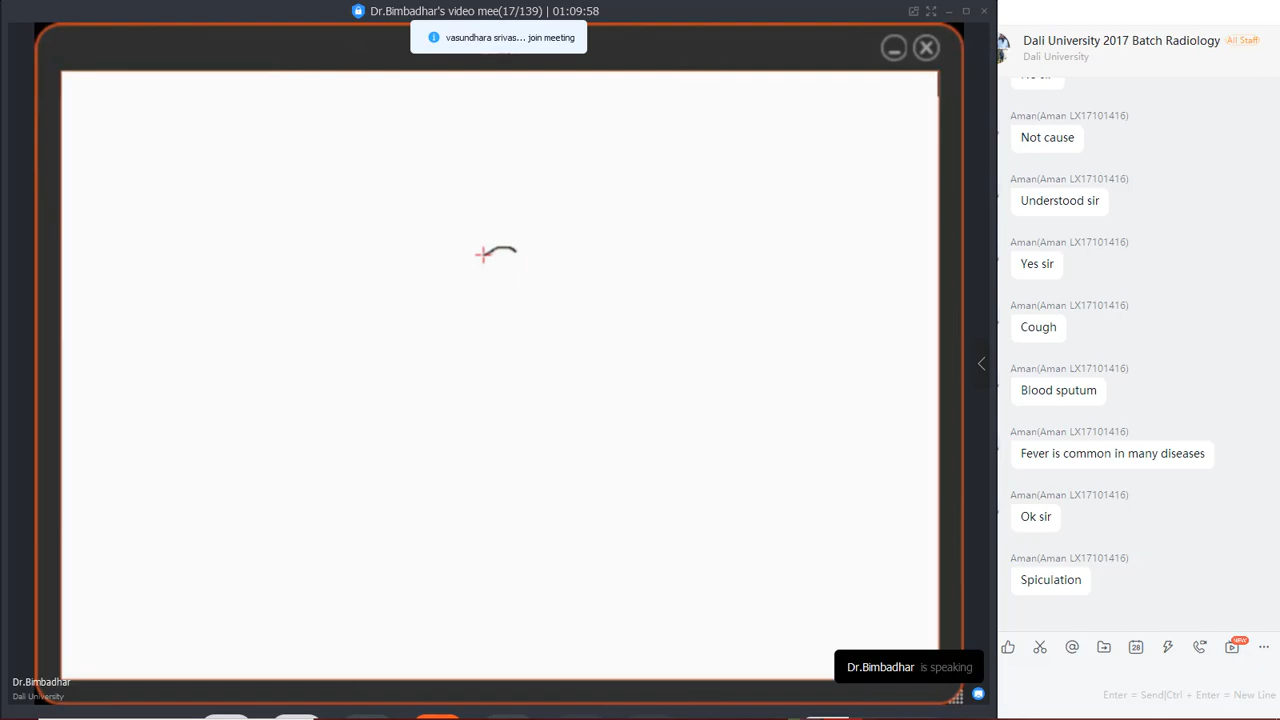 Dr.Bimbadhar's video mee(17/139) | 01:09:58
vasundhara srivas... join meeting
Dali University 2017 Batch Radiology All Staff
Dali University
Aman(Aman LX17101416)
Not cause
Aman(Aman LX17101416)
Understood sir
Aman(Aman LX17101416)
Yes sir
Aman(Aman LX17101416)
Cough
Aman(Aman LX17101416)
Blood sputum
Aman(Aman LX17101416)
Fever is common in many diseases
Aman(Aman LX17101416)
Ok sir
Aman(Aman LX17101416)
Spiculation
NEW
28
Dr.Bimbadhar is speaking
Dr.Bimbadhar
Dali University
Enter = Send|Ctrl + Enter = New Line